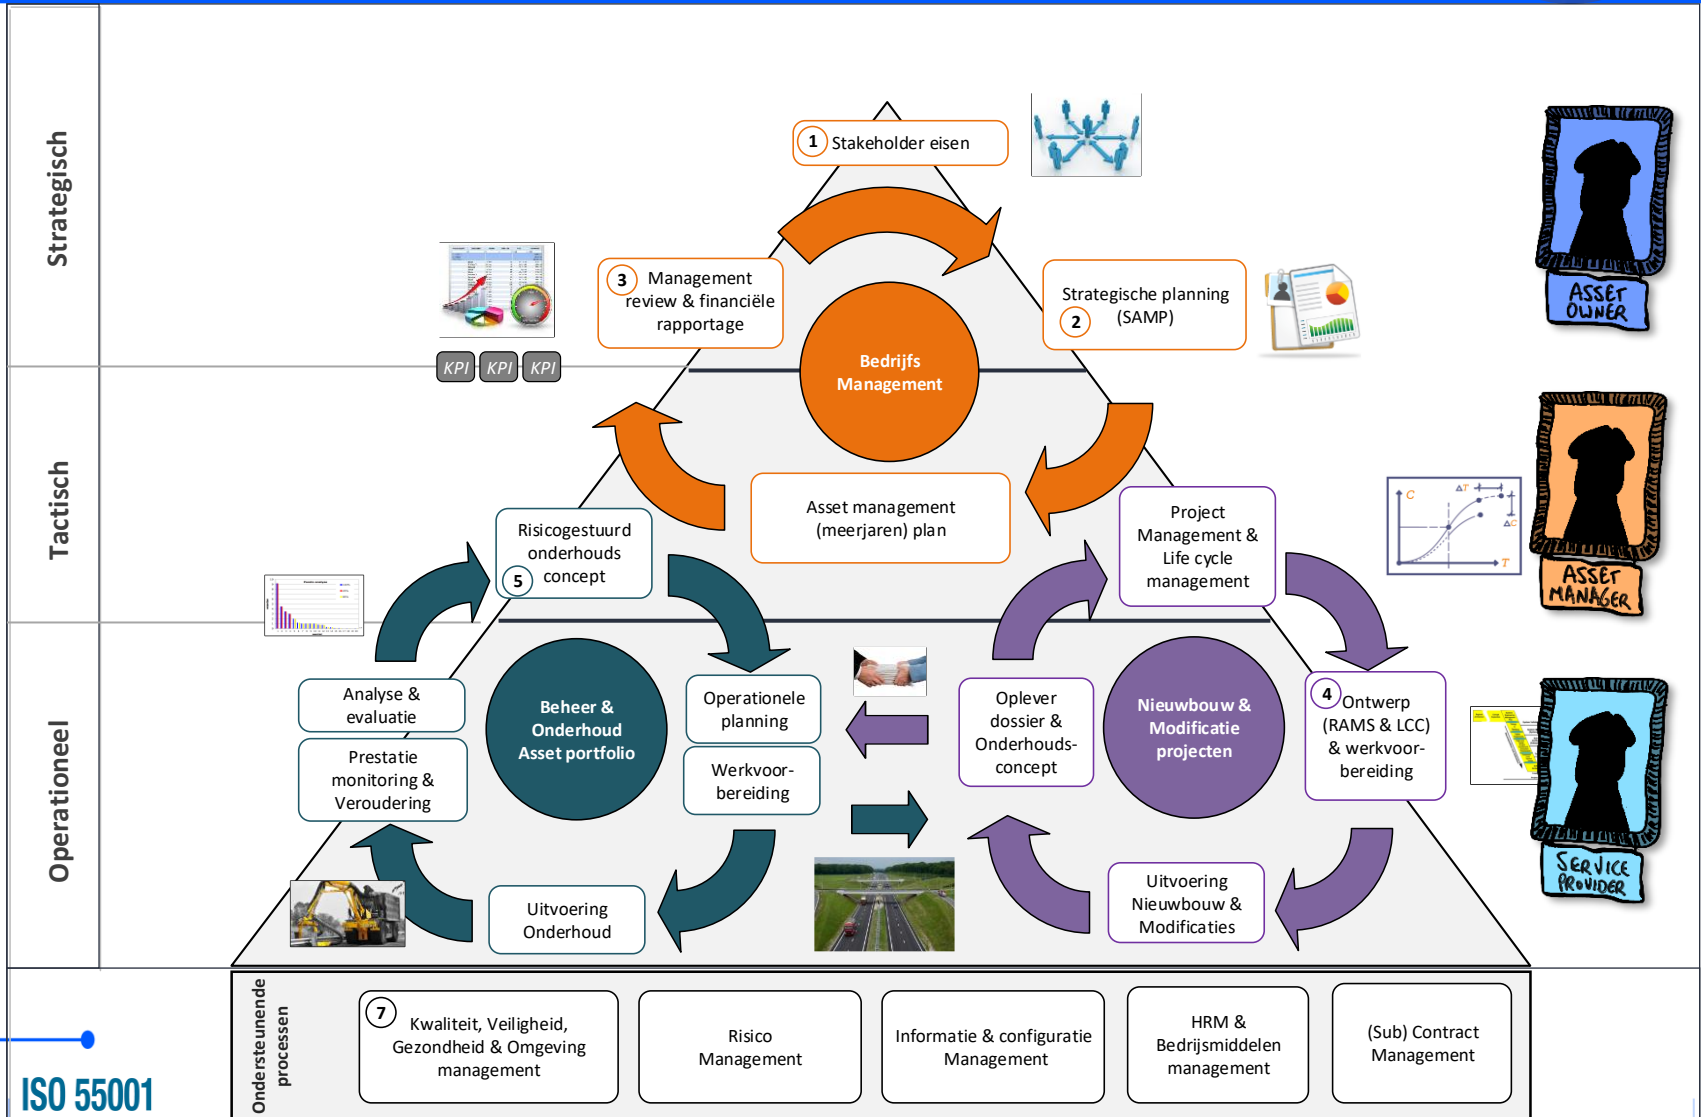 Strategisch
Tactisch
Operationeel
1
Stakeholder eisen
3
Management
review & financiële
rapportage
Strategische planning
(SAMP)
2
KPI
KPI
KPI
Bedrijfs
Management
Asset management
(meerjaren) plan
Risicogestuurd
onderhouds
concept
5
Project
Management &
Life cycle
management
C
ΔT
ΔC
T
Analyse &
evaluatie
Prestatie
monitoring &
Veroudering
Beheer &
Onderhoud
Asset portfolio
Operationele
planning
Werkvoor-
bereiding
Uitvoering
Onderhoud
Oplever
dossier &
Onderhouds-
concept
Nieuwbouw &
Modificatie
projecten
4
Ontwerp
(RAMS & LCC)
& werkvoor-
bereiding
Uitvoering
Nieuwbouw &
Modificaties
ASSET
OWNER
ASSET
MANAGER
SERVICE
PROVIDER
Ondersteunende
processen
7
Kwaliteit, Veiligheid,
Gezondheid & Omgeving
management
Risico
Management
Informatie & configuratie
Management
HRM &
Bedrijsmiddelen
management
(Sub) Contract
Management
ISO 55001